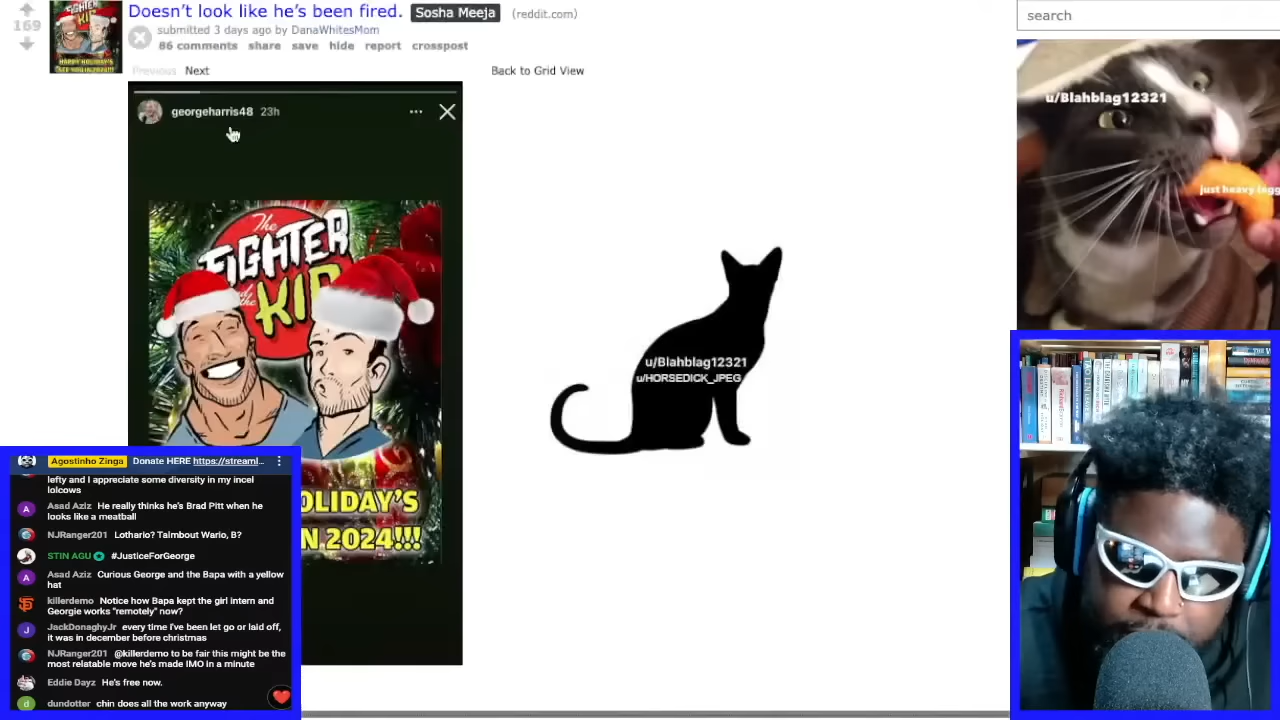 169
Doesn't look like he's been fired. Sosha Meeja (reddit.com)
submitted 3 days ago by DanaWhitesMom
86 comments share save hide report crosspost
Previous Next
Back to Grid View
search
georgeharris48 23h
The
FIGHTER
and the
KID
OLIDAY'S
N 2024!!!
u/Blahblag12321
u/HORSEDICK_JPEG
u/Blahblag12321
just heavy lagg
Agostinho Zinga Donate HERE https://streaml...
lefty and I appreciate some diversity in my incel
lolcows
Asad Aziz He really thinks he's Brad Pitt when he
looks like a meatball
NJRanger201 Lothario? Talmbout Wario, B?
STIN AGU #JusticeForGeorge
Asad Aziz Curious George and the Bapa with a yellow
hat
killerdemo Notice how Bapa kept the girl intern and
Georgie works "remotely" now?
JackDonaghyJr every time I've been let go or laid off,
it was in december before christmas
NJRanger201 @killerdemo to be fair this might be the
most relatable move he's made IMO in a minute
Eddie Dayz He's free now.
dundotter chin does all the work anyway